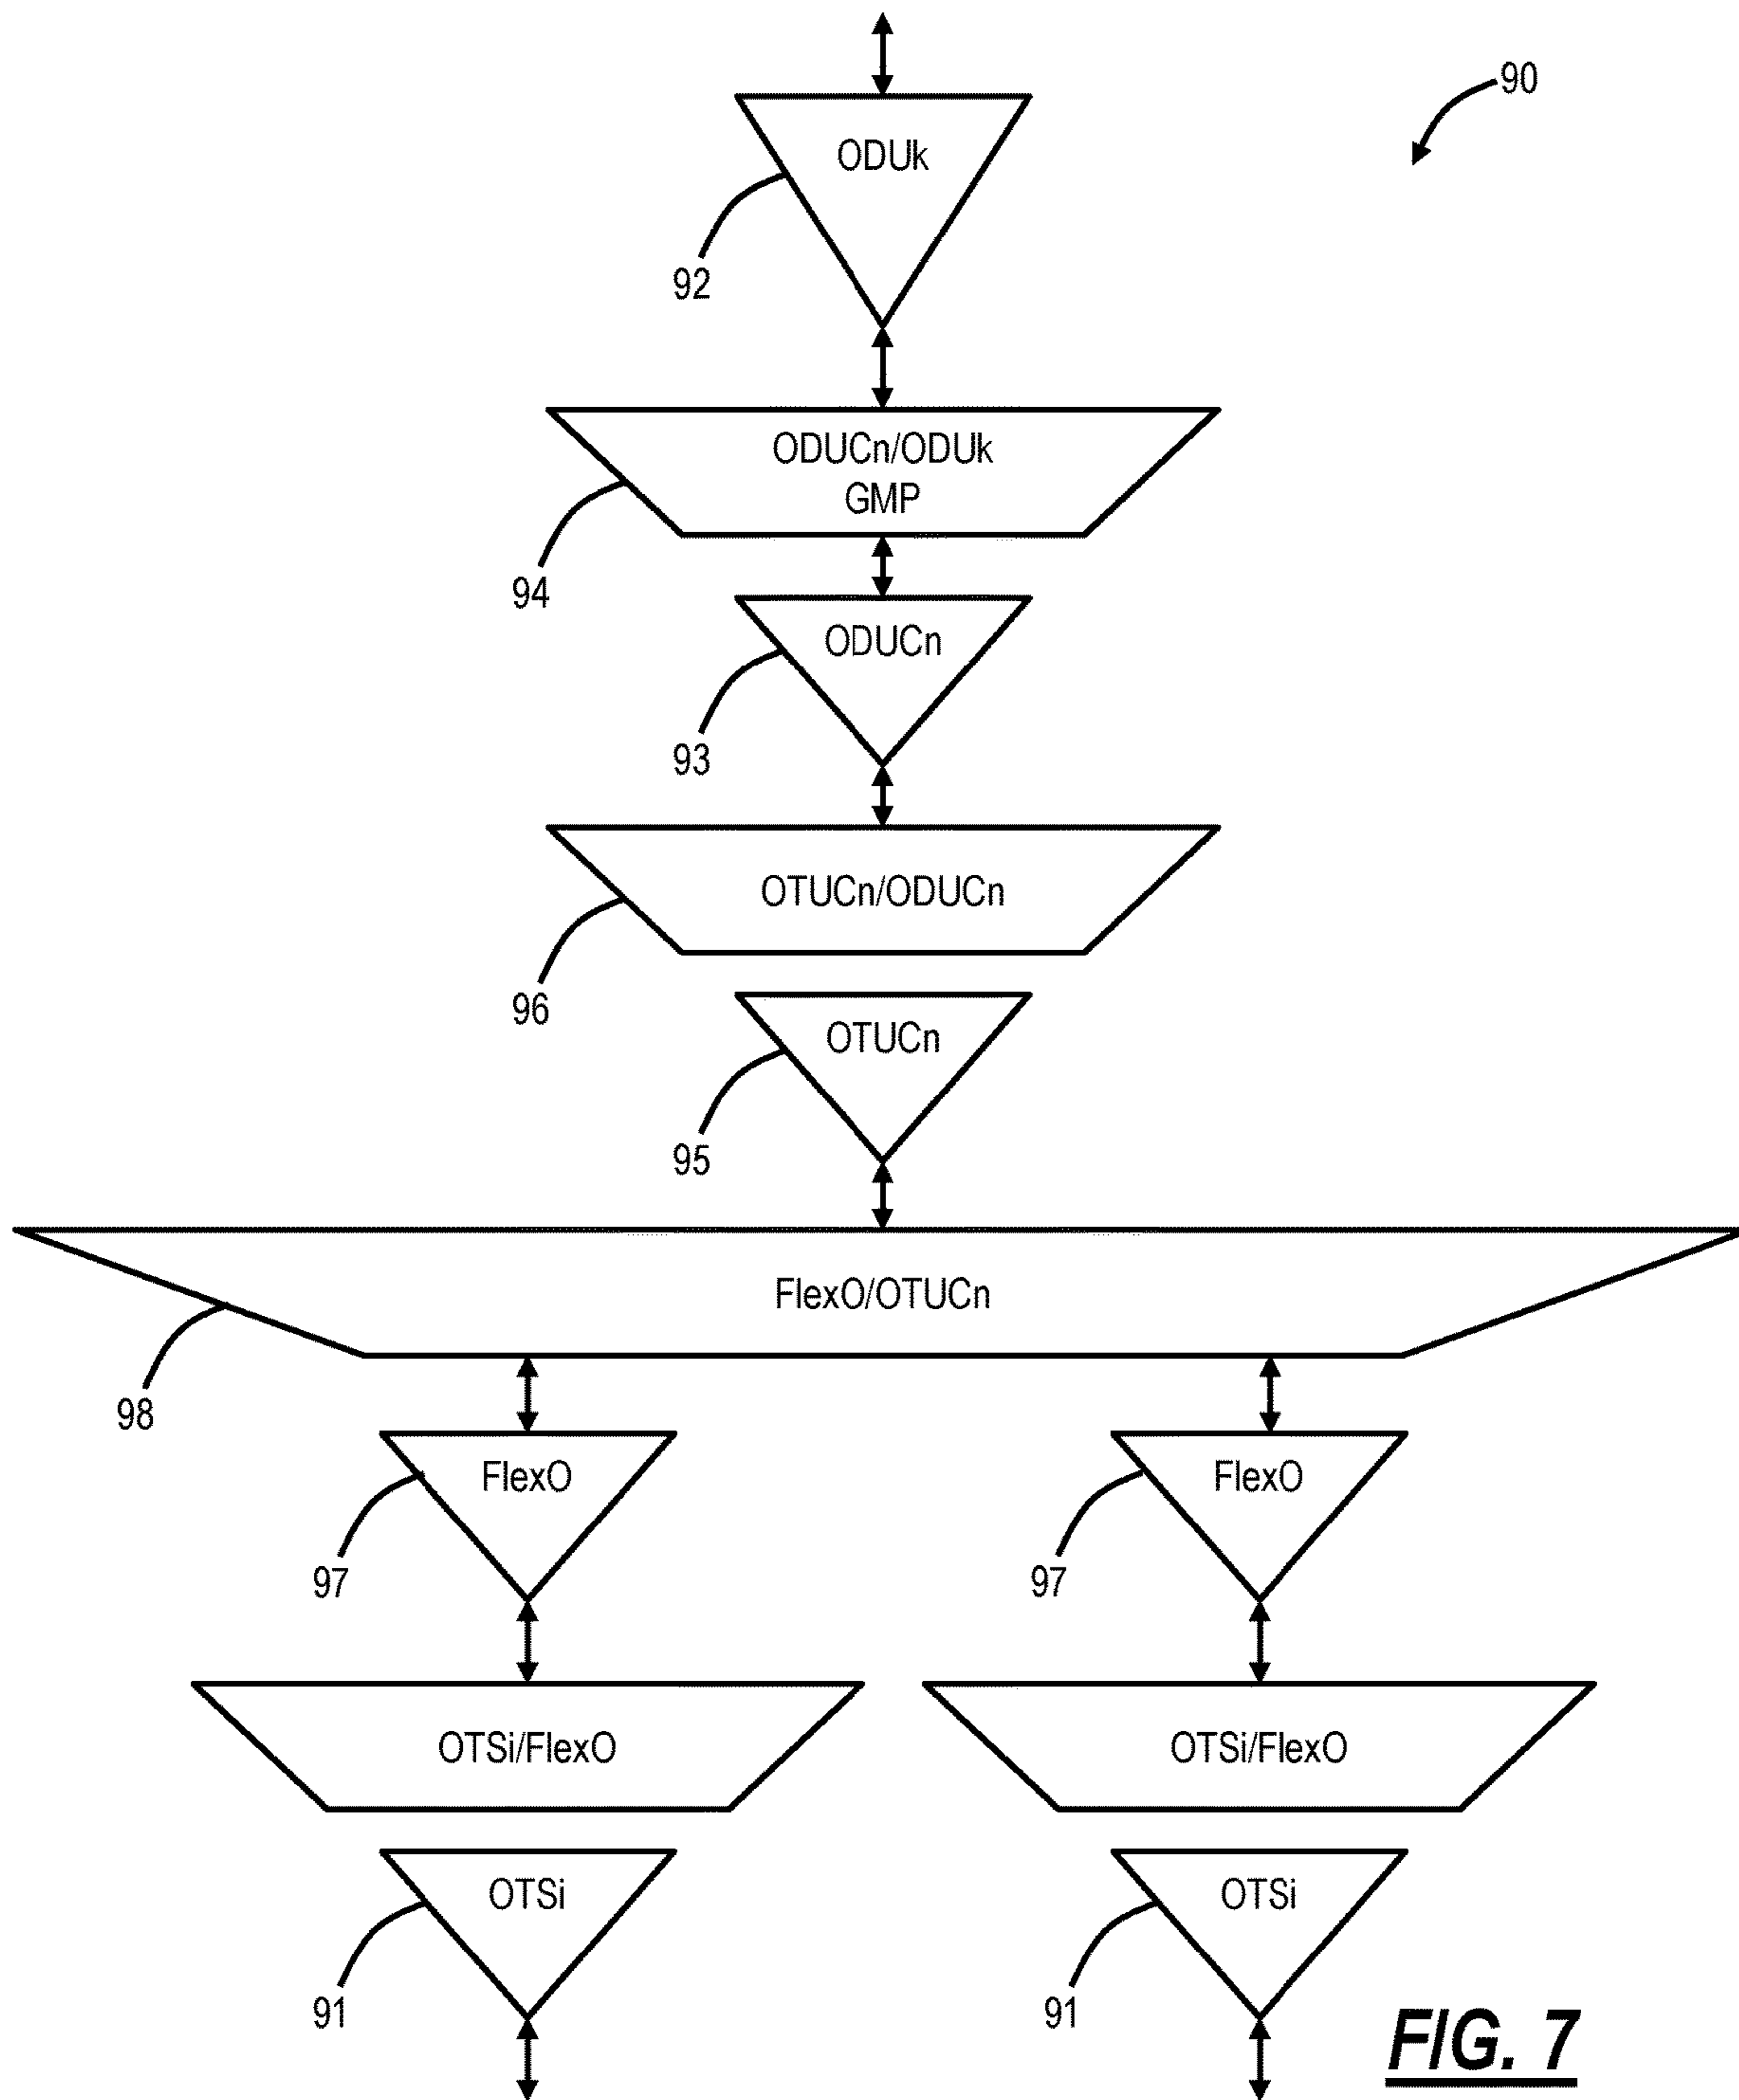 90
ODUk
92
ODUCn/ODUk
GMP
94
ODUCn
93
OTUCn/ODUCn
96
OTUCn
95
FlexO/OTUCn
98
FlexO
FlexO
97
97
OTSi/FlexO
OTSi/FlexO
OTSi
OTSi
91
91
FIG. 7